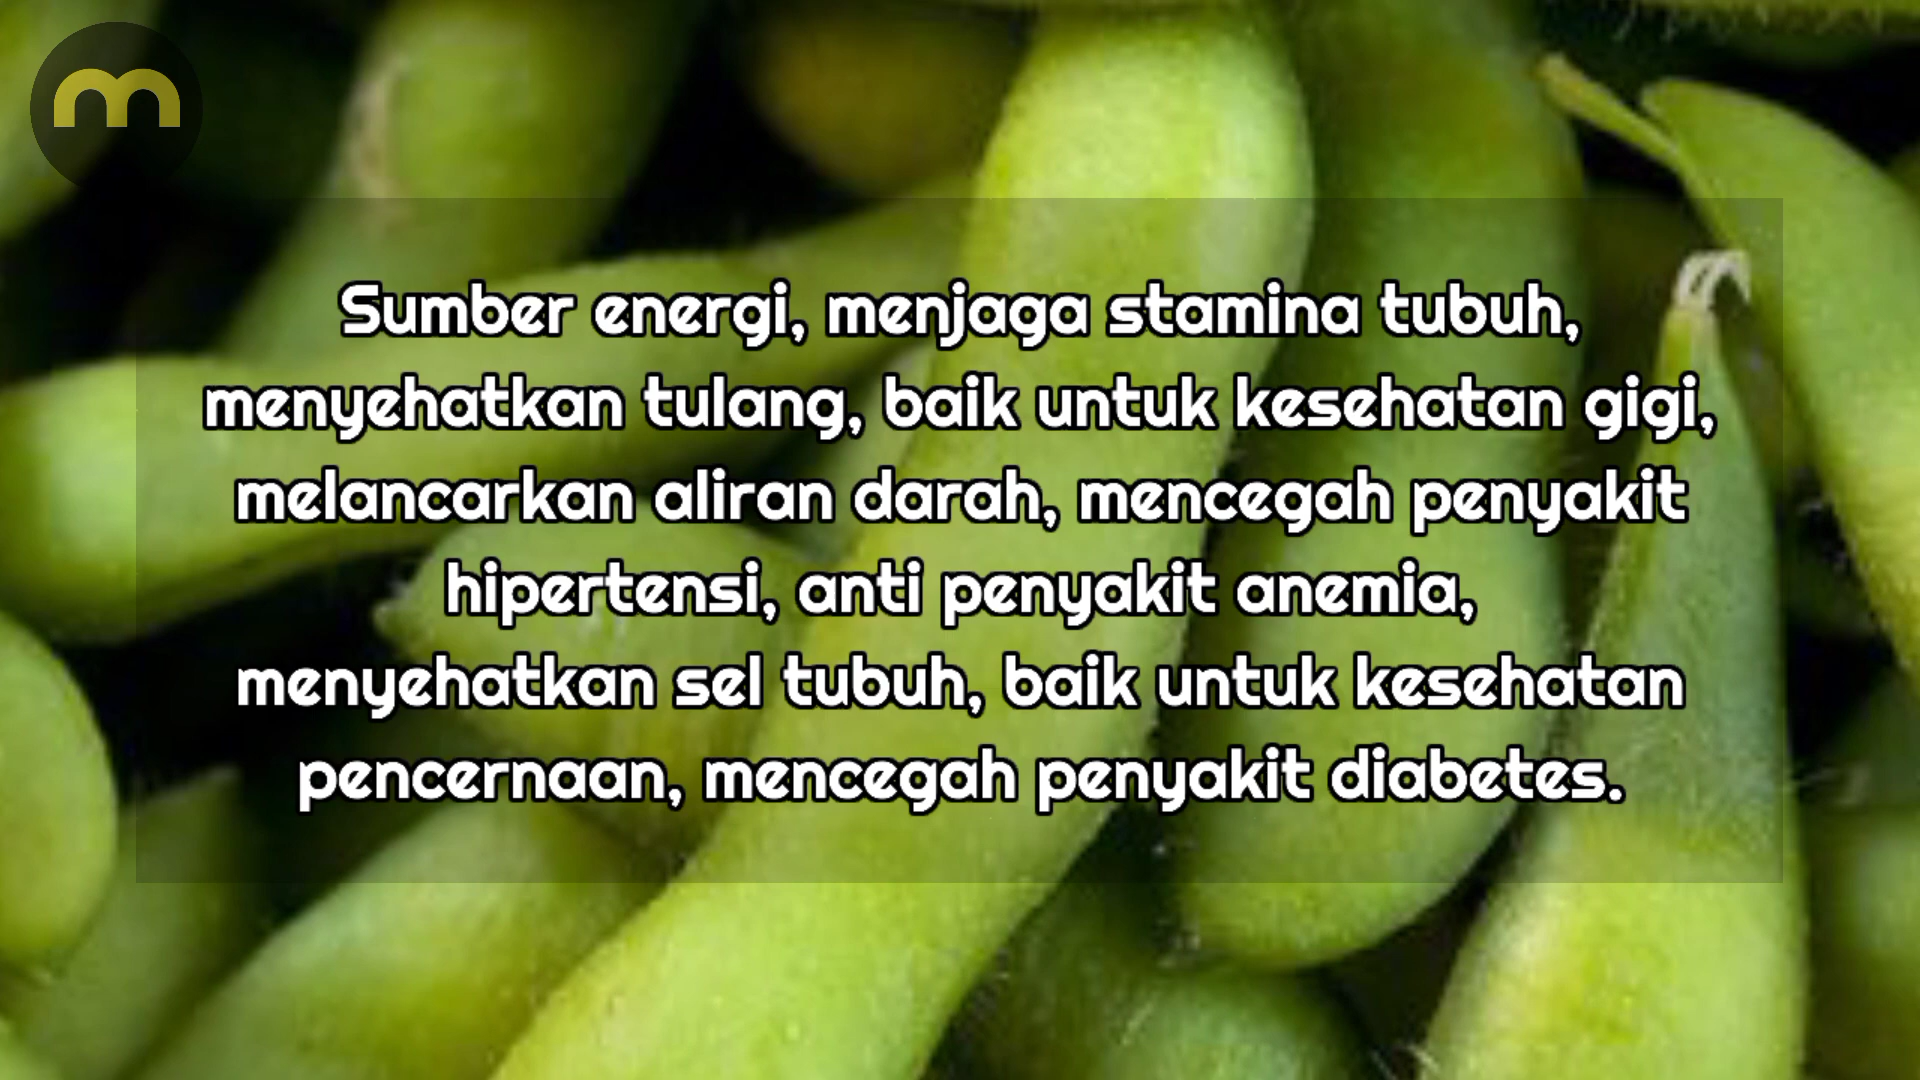 m
Sumber energi, menjaga stamina tubuh,
menyehatkan tulang, baik untuk kesehatan gigi,
melancarkan aliran darah, mencegah penyakit
hipertensi, anti penyakit anemia,
menyehatkan sel tubuh, baik untuk kesehatan
pencernaan, mencegah penyakit diabetes.